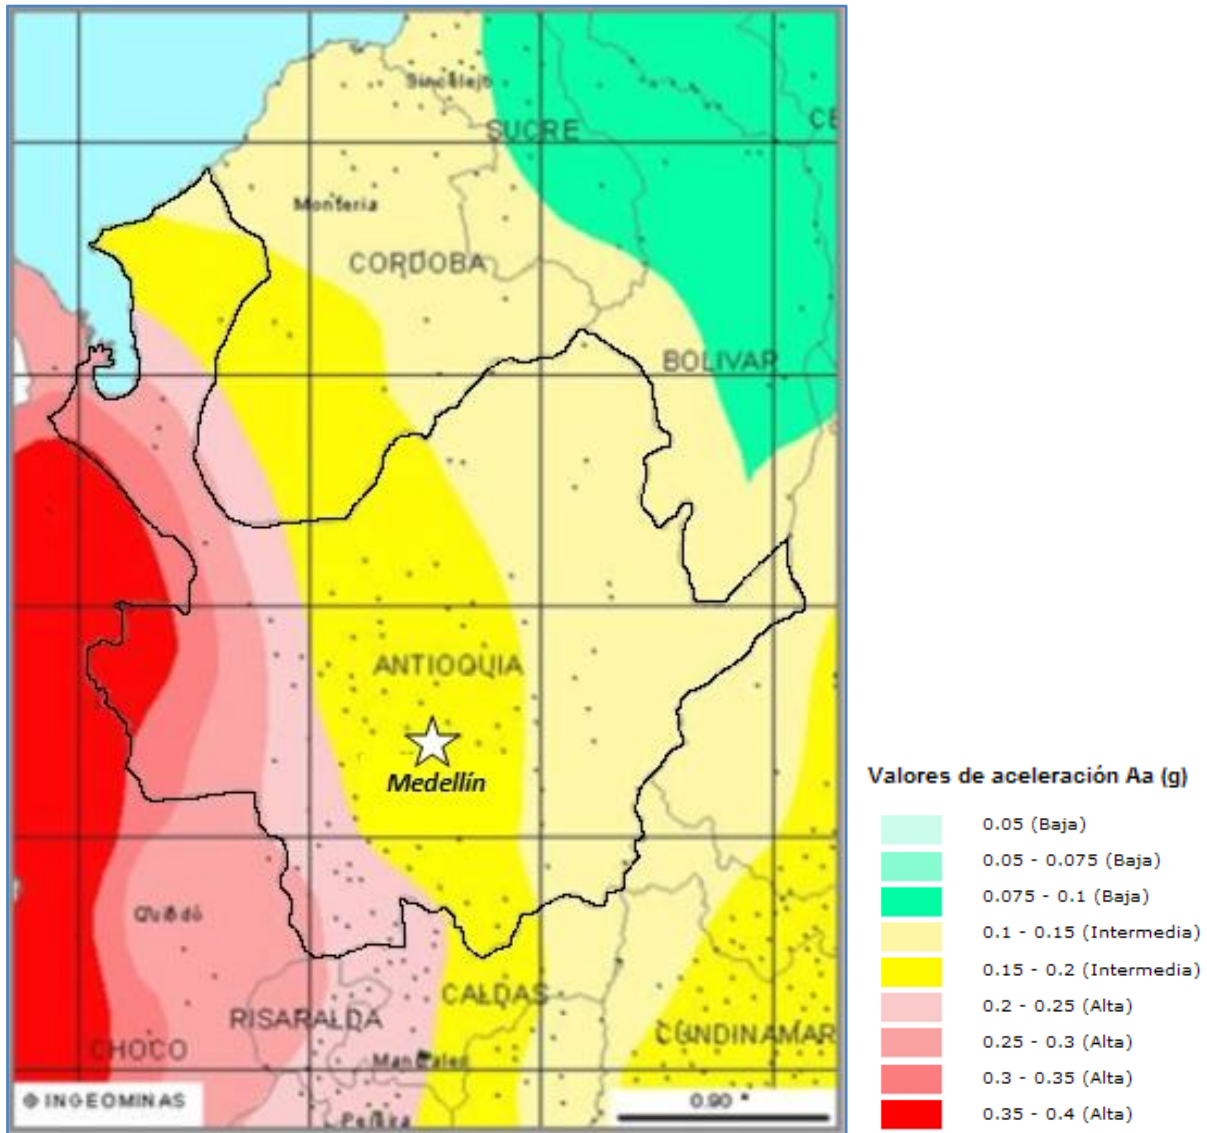 Sincelejo
SUCRE
CE
Monteria
CORDOBA
BOLIVAR
ANTIOQUIA
Medellín
Quibdó
CALDAS
RISARALDA
CUNDINAMAR
CHOCO
Manizales
© INGEOMINAS
0.90 °
Pereira
Valores de aceleración Aa (g)
0.05 (Baja)
0.05 - 0.075 (Baja)
0.075 - 0.1 (Baja)
0.1 - 0.15 (Intermedia)
0.15 - 0.2 (Intermedia)
0.2 - 0.25 (Alta)
0.25 - 0.3 (Alta)
0.3 - 0.35 (Alta)
0.35 - 0.4 (Alta)